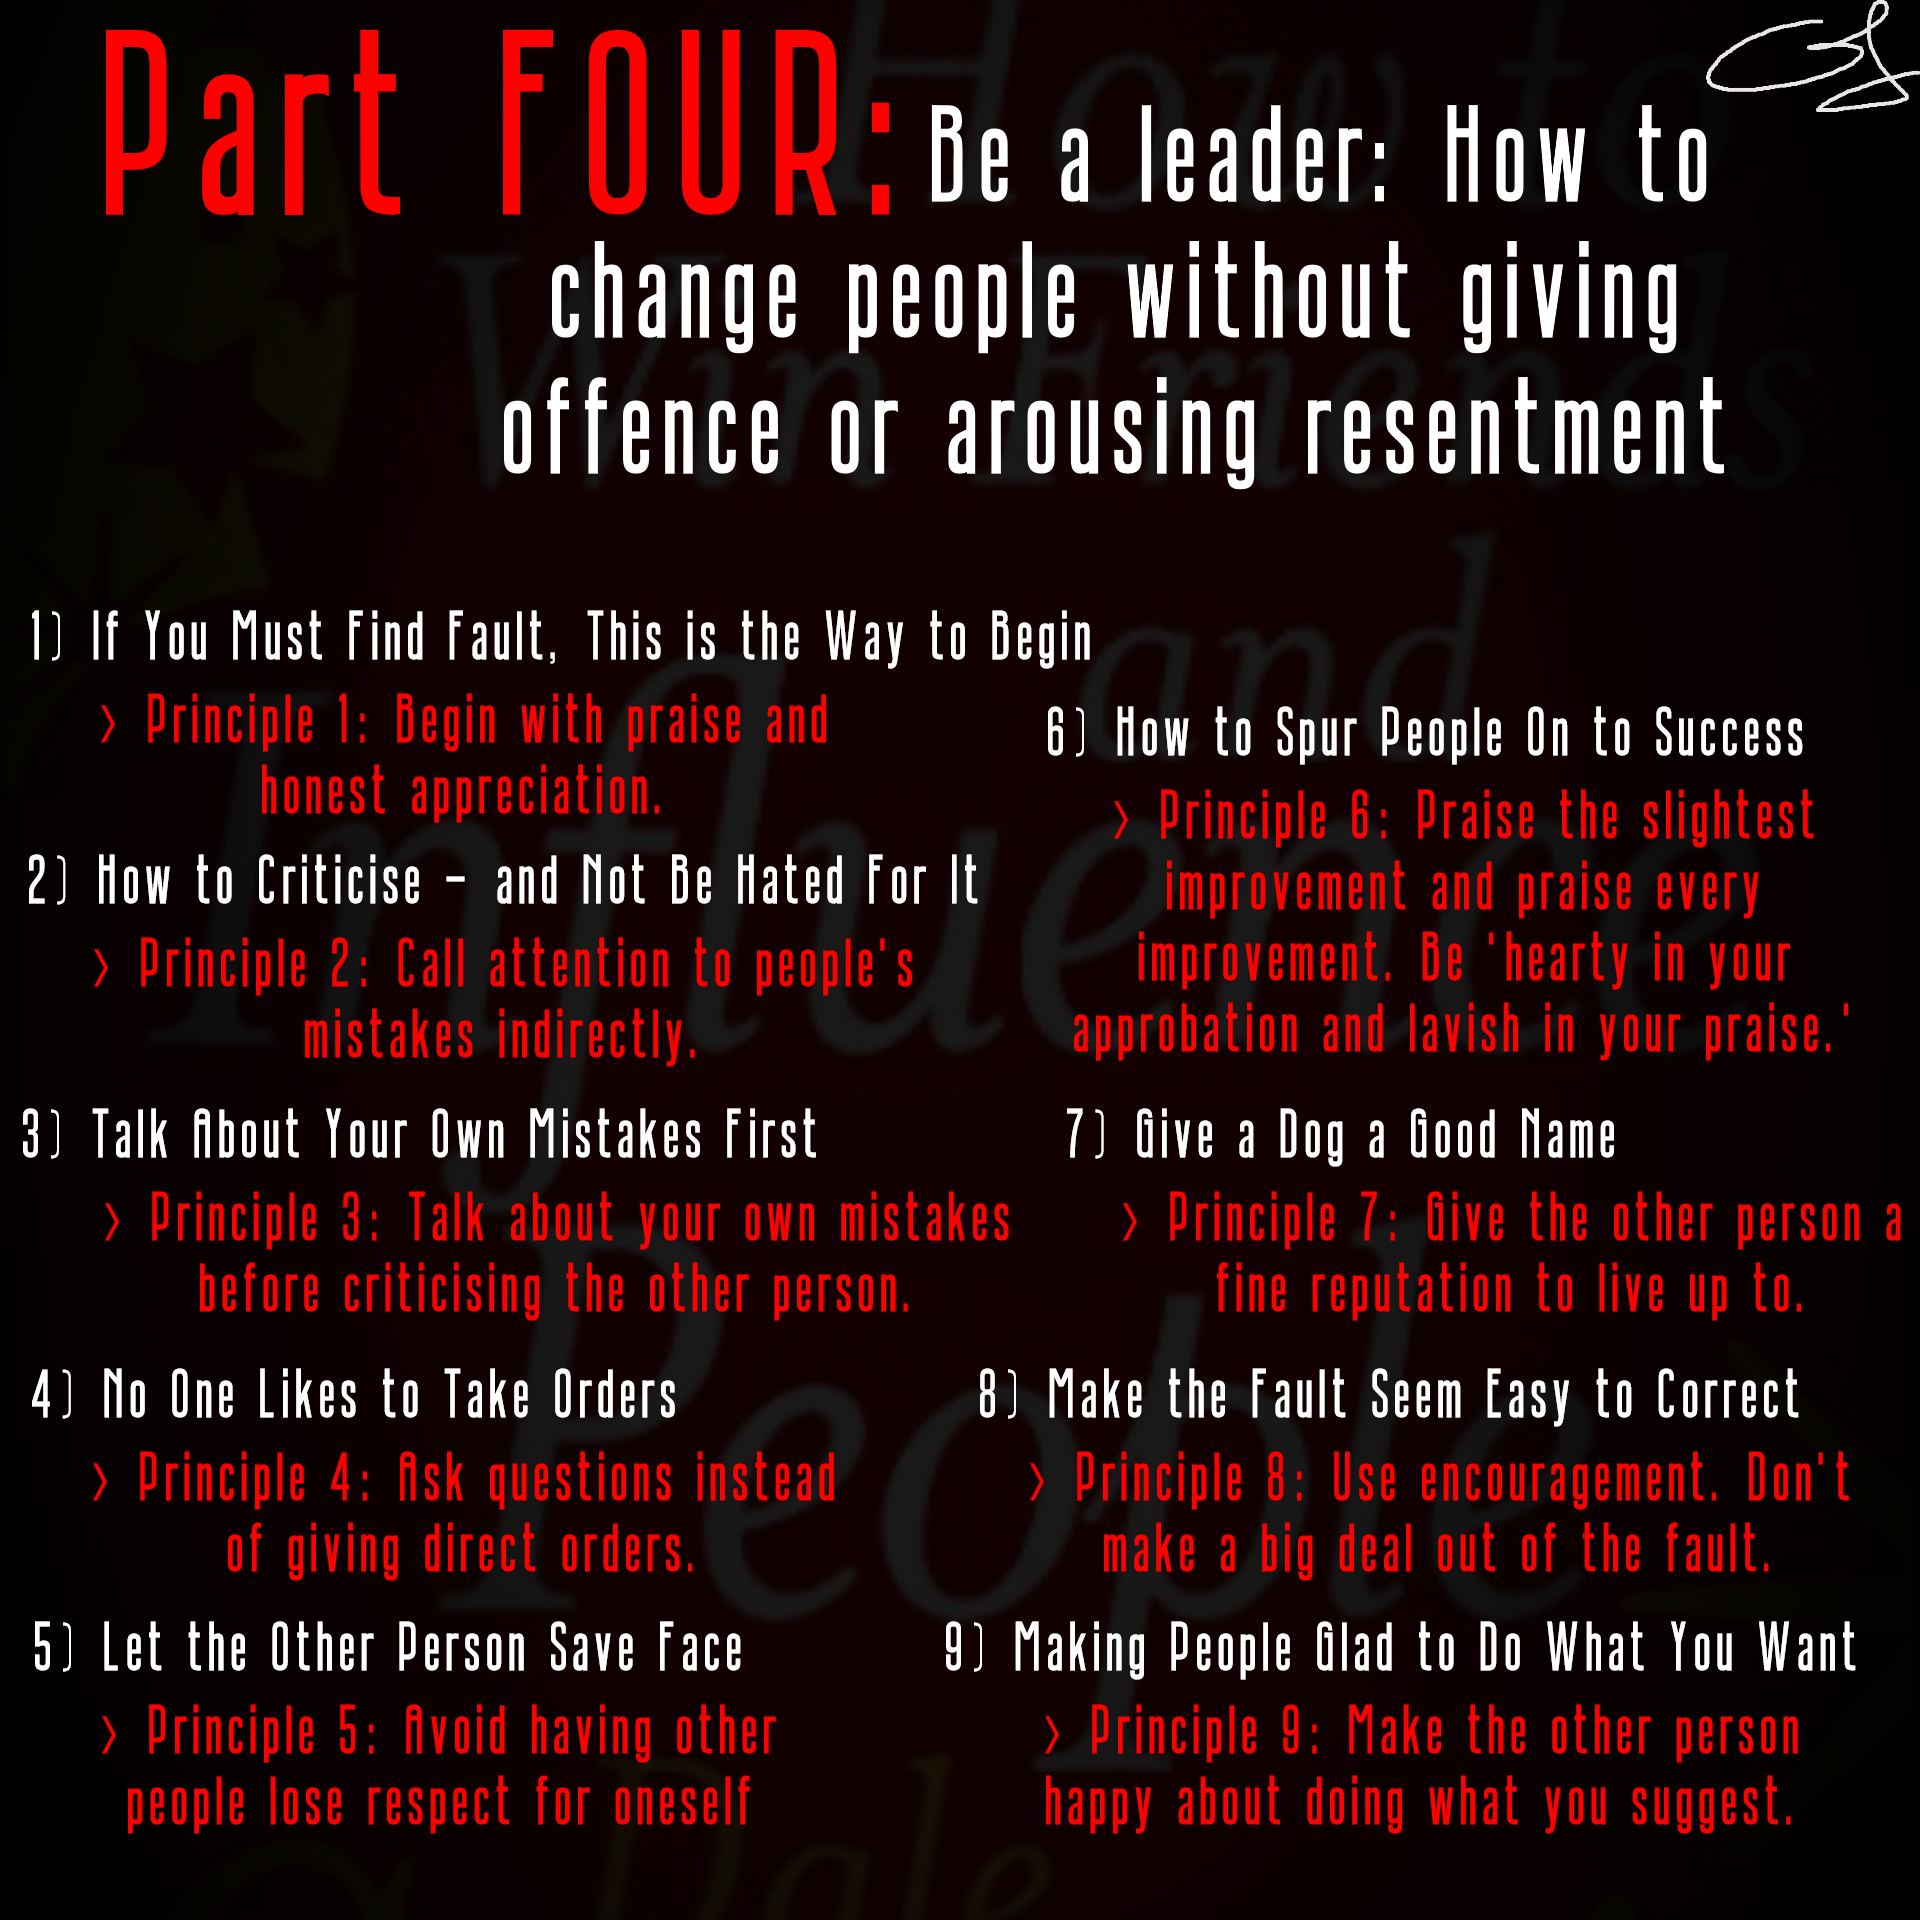 Part FOUR: Be a leader: How to
change people without giving
offence or arousing resentment
1) If You Must Find Fault, This is the Way to Begin
> Principle 1: Begin with praise and
honest appreciation.
2) How to Criticise - and Not Be Hated For It
> Principle 2: Call attention to people's
mistakes indirectly.
3) Talk About Your Own Mistakes First
> Principle 3: Talk about your own mistakes
before criticising the other person.
4) No One Likes to Take Orders
> Principle 4: Ask questions instead
of giving direct orders.
5) Let the Other Person Save Face
> Principle 5: Avoid having other
people lose respect for oneself
6) How to Spur People On to Success
> Principle 6: Praise the slightest
improvement and praise every
improvement. Be 'hearty in your
approbation and lavish in your praise.'
7) Give a Dog a Good Name
> Principle 7: Give the other person a
fine reputation to live up to.
8) Make the Fault Seem Easy to Correct
> Principle 8: Use encouragement. Don't
make a big deal out of the fault.
9) Making People Glad to Do What You Want
> Principle 9: Make the other person
happy about doing what you suggest.
How to
Win Friends
and
Influence
People
Dale